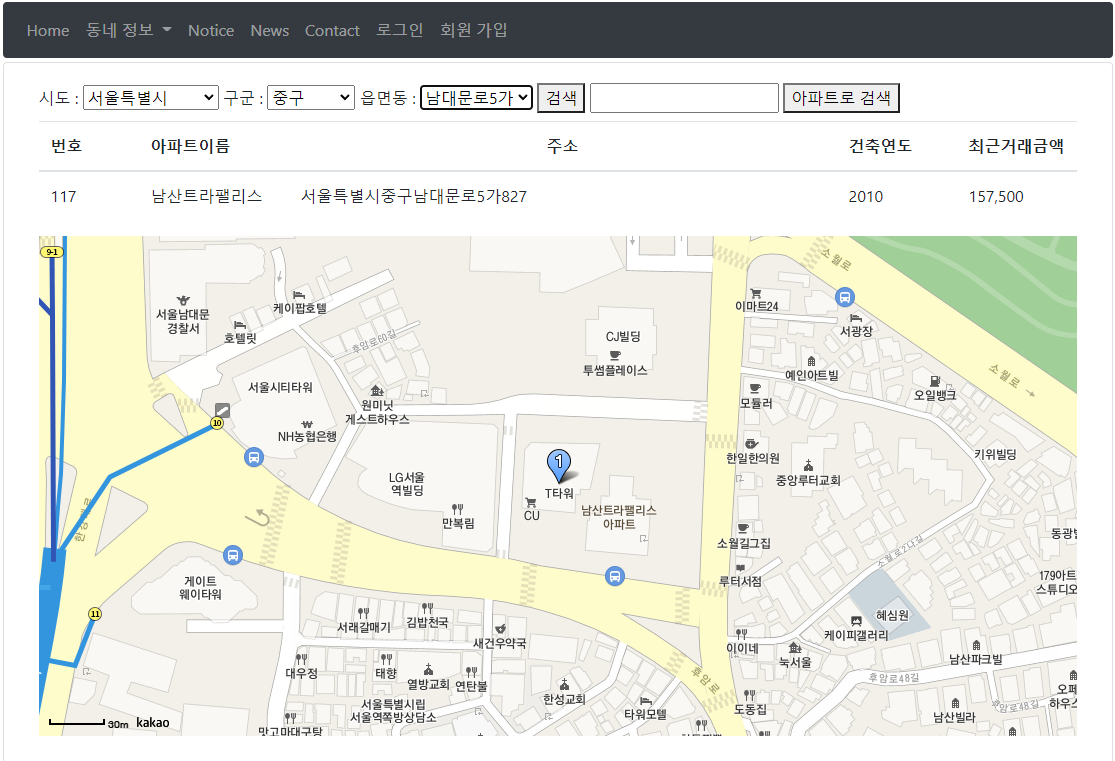 Home 동네 정보 Notice News Contact 로그인 회원 가입
시도 : 서울특별시 구군 : 중구 읍면동 : 남대문로5가 검색 아파트로 검색
번호 아파트이름 주소 건축연도 최근거래금액
117 남산트라팰리스 서울특별시중구남대문로5가827 2010 157,500
9-1
소월로
서울남대문
경찰서
케이팝호텔
호텔릿
후암로60길
CJ빌딩
투썸플레이스
이마트24
서광장
예인아트빌
오일뱅크
소월로
서울시티타워
원미닛
게스트하우스
모듈러
10
NH농협은행
한일한의원
키위빌딩
중앙루터교회
1
LG서울
역빌딩
T타워
CU
남산트라팰리스
아파트
만복림
소월길그집
소월로2나길
루터서점
게이트
웨이타워
179아트
스튜디오
11
혜심원
케이피갤러리
서래갈매기
김밥천국
새건우약국
이이네
눅서울
남산파크빌
대우정
태향
열방교회
연탄불
한성교회
후암로
후암로48길
서울특별시립
서울역쪽방상담소
타워모텔
도동집
남산빌라
후암로48길
맛고마대구탕
30m kakao